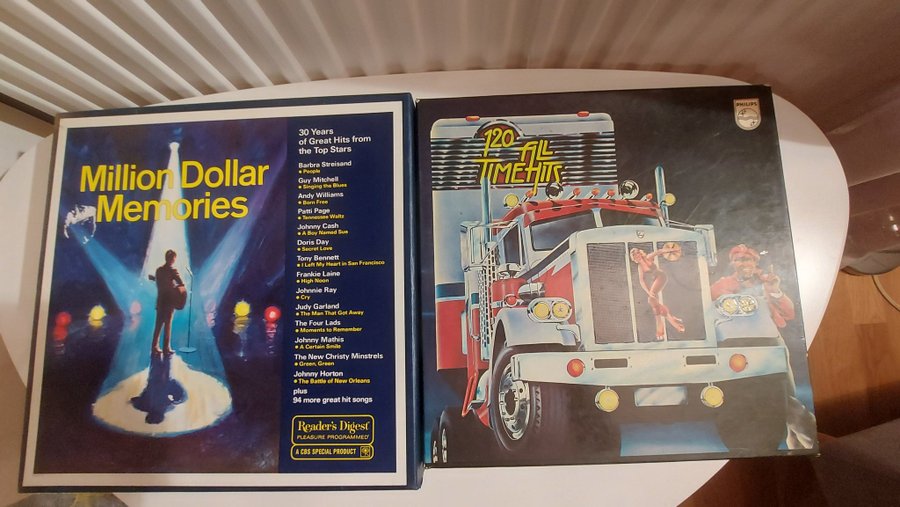 Million Dollar
Memories
30 Years
of Great Hits from
the Top Stars
Barbra Streisand
• People
Guy Mitchell
• Singing the Blues
Andy Williams
• Born Free
Patti Page
• Tennessee Waltz
Johnny Cash
• A Boy Named Sue
Doris Day
• Secret Love
Tony Bennett
• I Left My Heart in San Francisco
Frankie Laine
• High Noon
Johnnie Ray
• Cry
Judy Garland
• The Man That Got Away
The Four Lads
• Moments to Remember
Johnny Mathis
• A Certain Smile
The New Christy Minstrels
• Green, Green
Johnny Horton
• The Battle of New Orleans
plus
94 more great hit songs
Reader's Digest
PLEASURE PROGRAMMED
A CBS SPECIAL PRODUCT
120 ALL
TIME HITS
PHILIPS